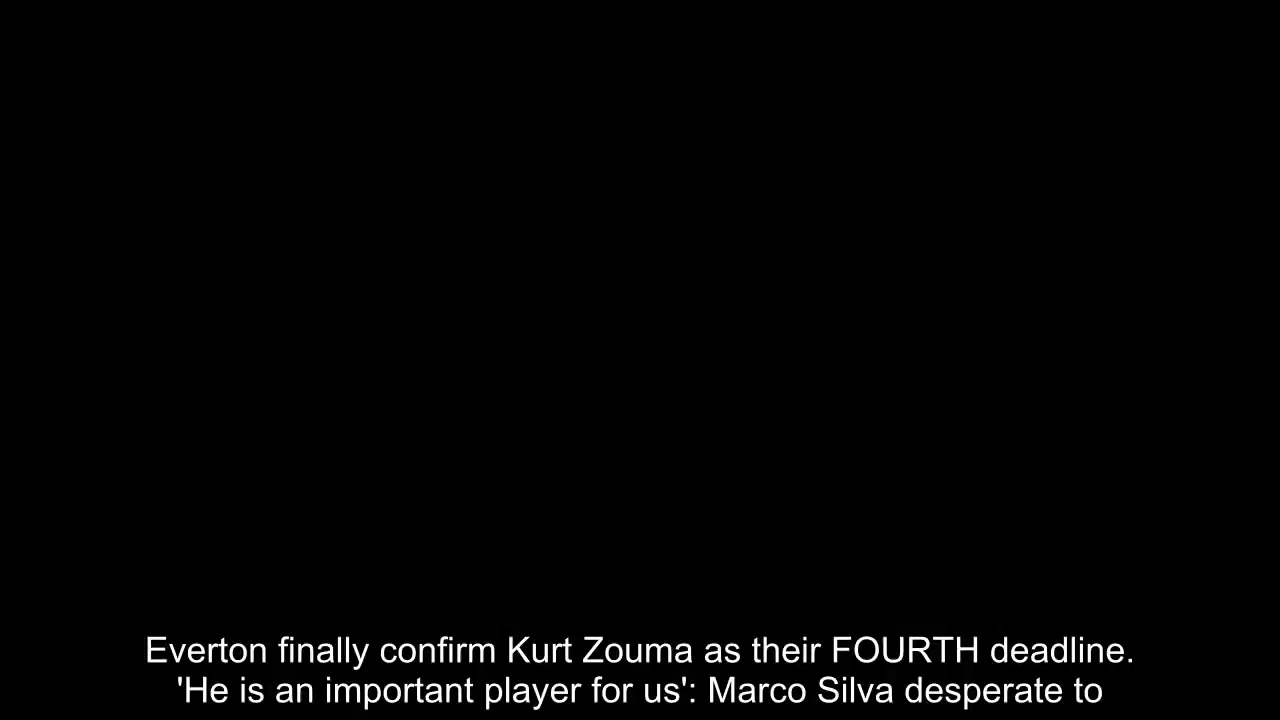 Everton finally confirm Kurt Zouma as their FOURTH deadline.
'He is an important player for us': Marco Silva desperate to